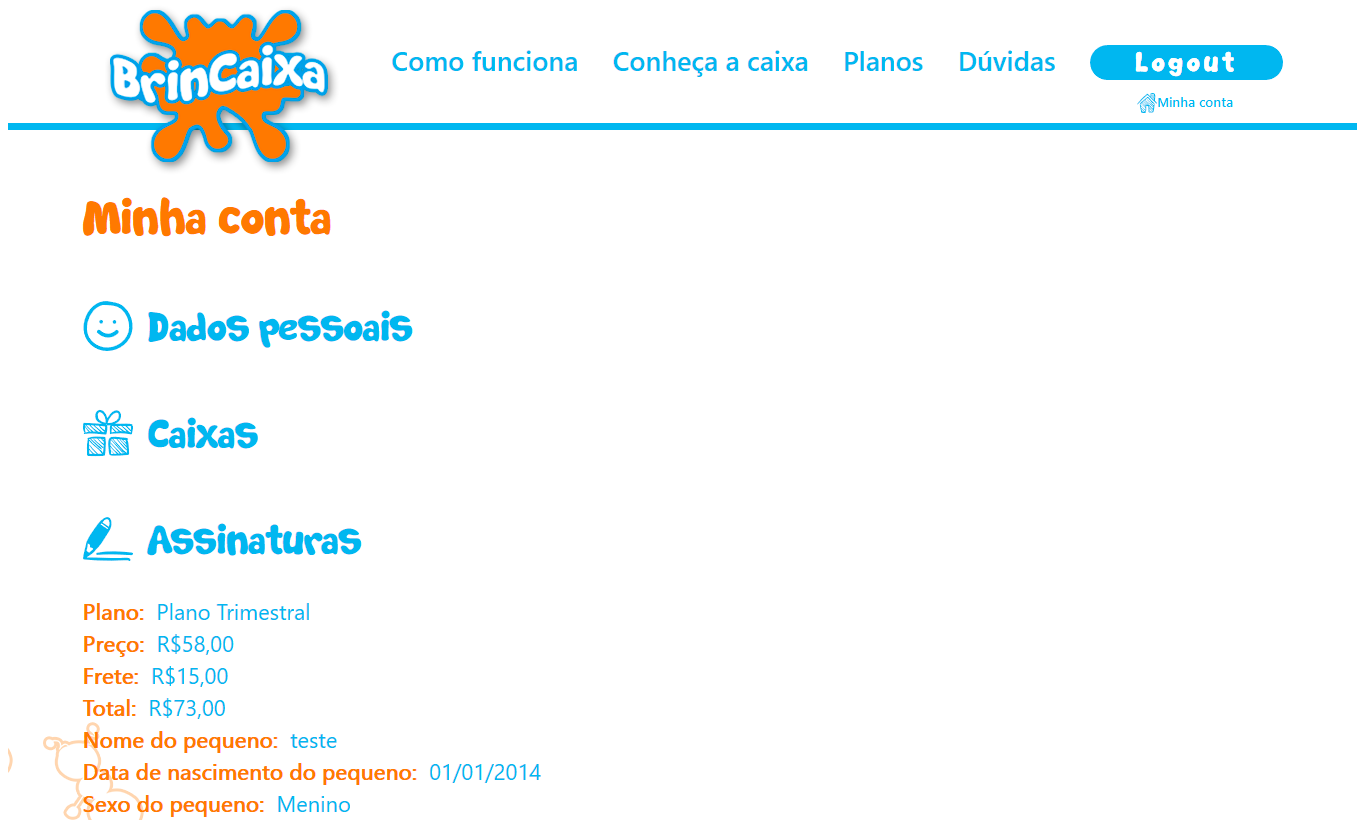 BrinCaixa
Como funciona Conheça a caixa Planos Dúvidas Logout
Minha conta
Minha conta
Dados pessoais
Caixas
Assinaturas
Plano: Plano Trimestral
Preço: R$58,00
Frete: R$15,00
Total: R$73,00
Nome do pequeno: teste
Data de nascimento do pequeno: 01/01/2014
Sexo do pequeno: Menino